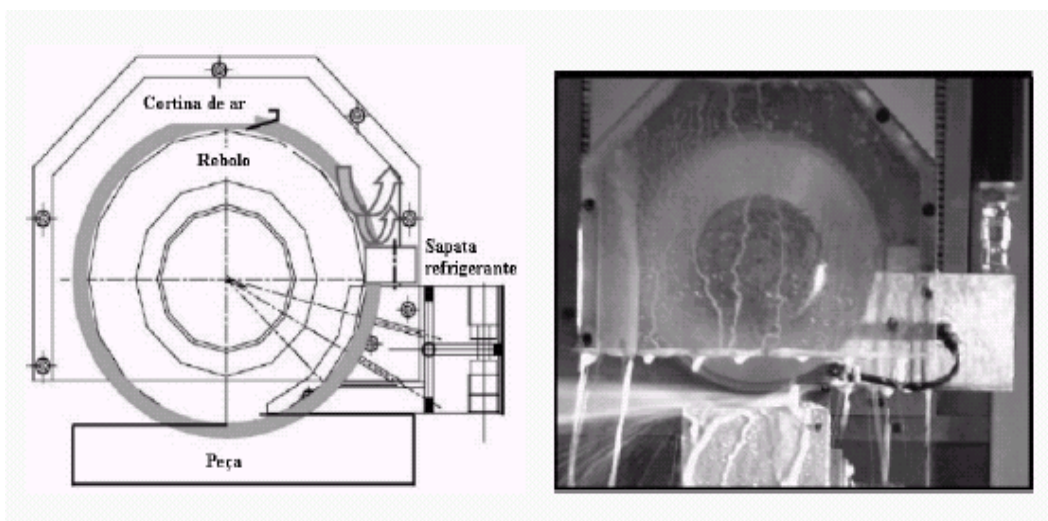 Cortina de ar
Rebolo
Sapata
refrigerante
Peça